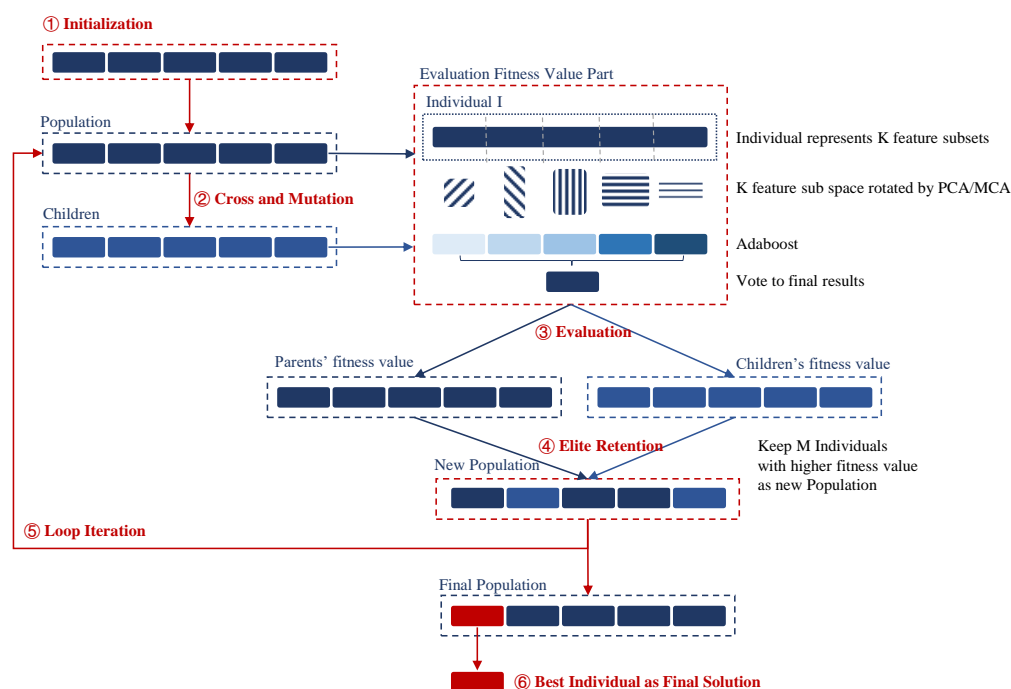 ① Initialization
Evaluation Fitness Value Part
Individual I
Population
Individual represents K feature subsets
K feature sub space rotated by PCA/MCA
② Cross and Mutation
Children
Adaboost
Vote to final results
③ Evaluation
Parents’ fitness value
Children’s fitness value
④ Elite Retention
Keep M Individuals
with higher fitness value
as new Population
New Population
⑤ Loop Iteration
Final Population
⑥ Best Individual as Final Solution